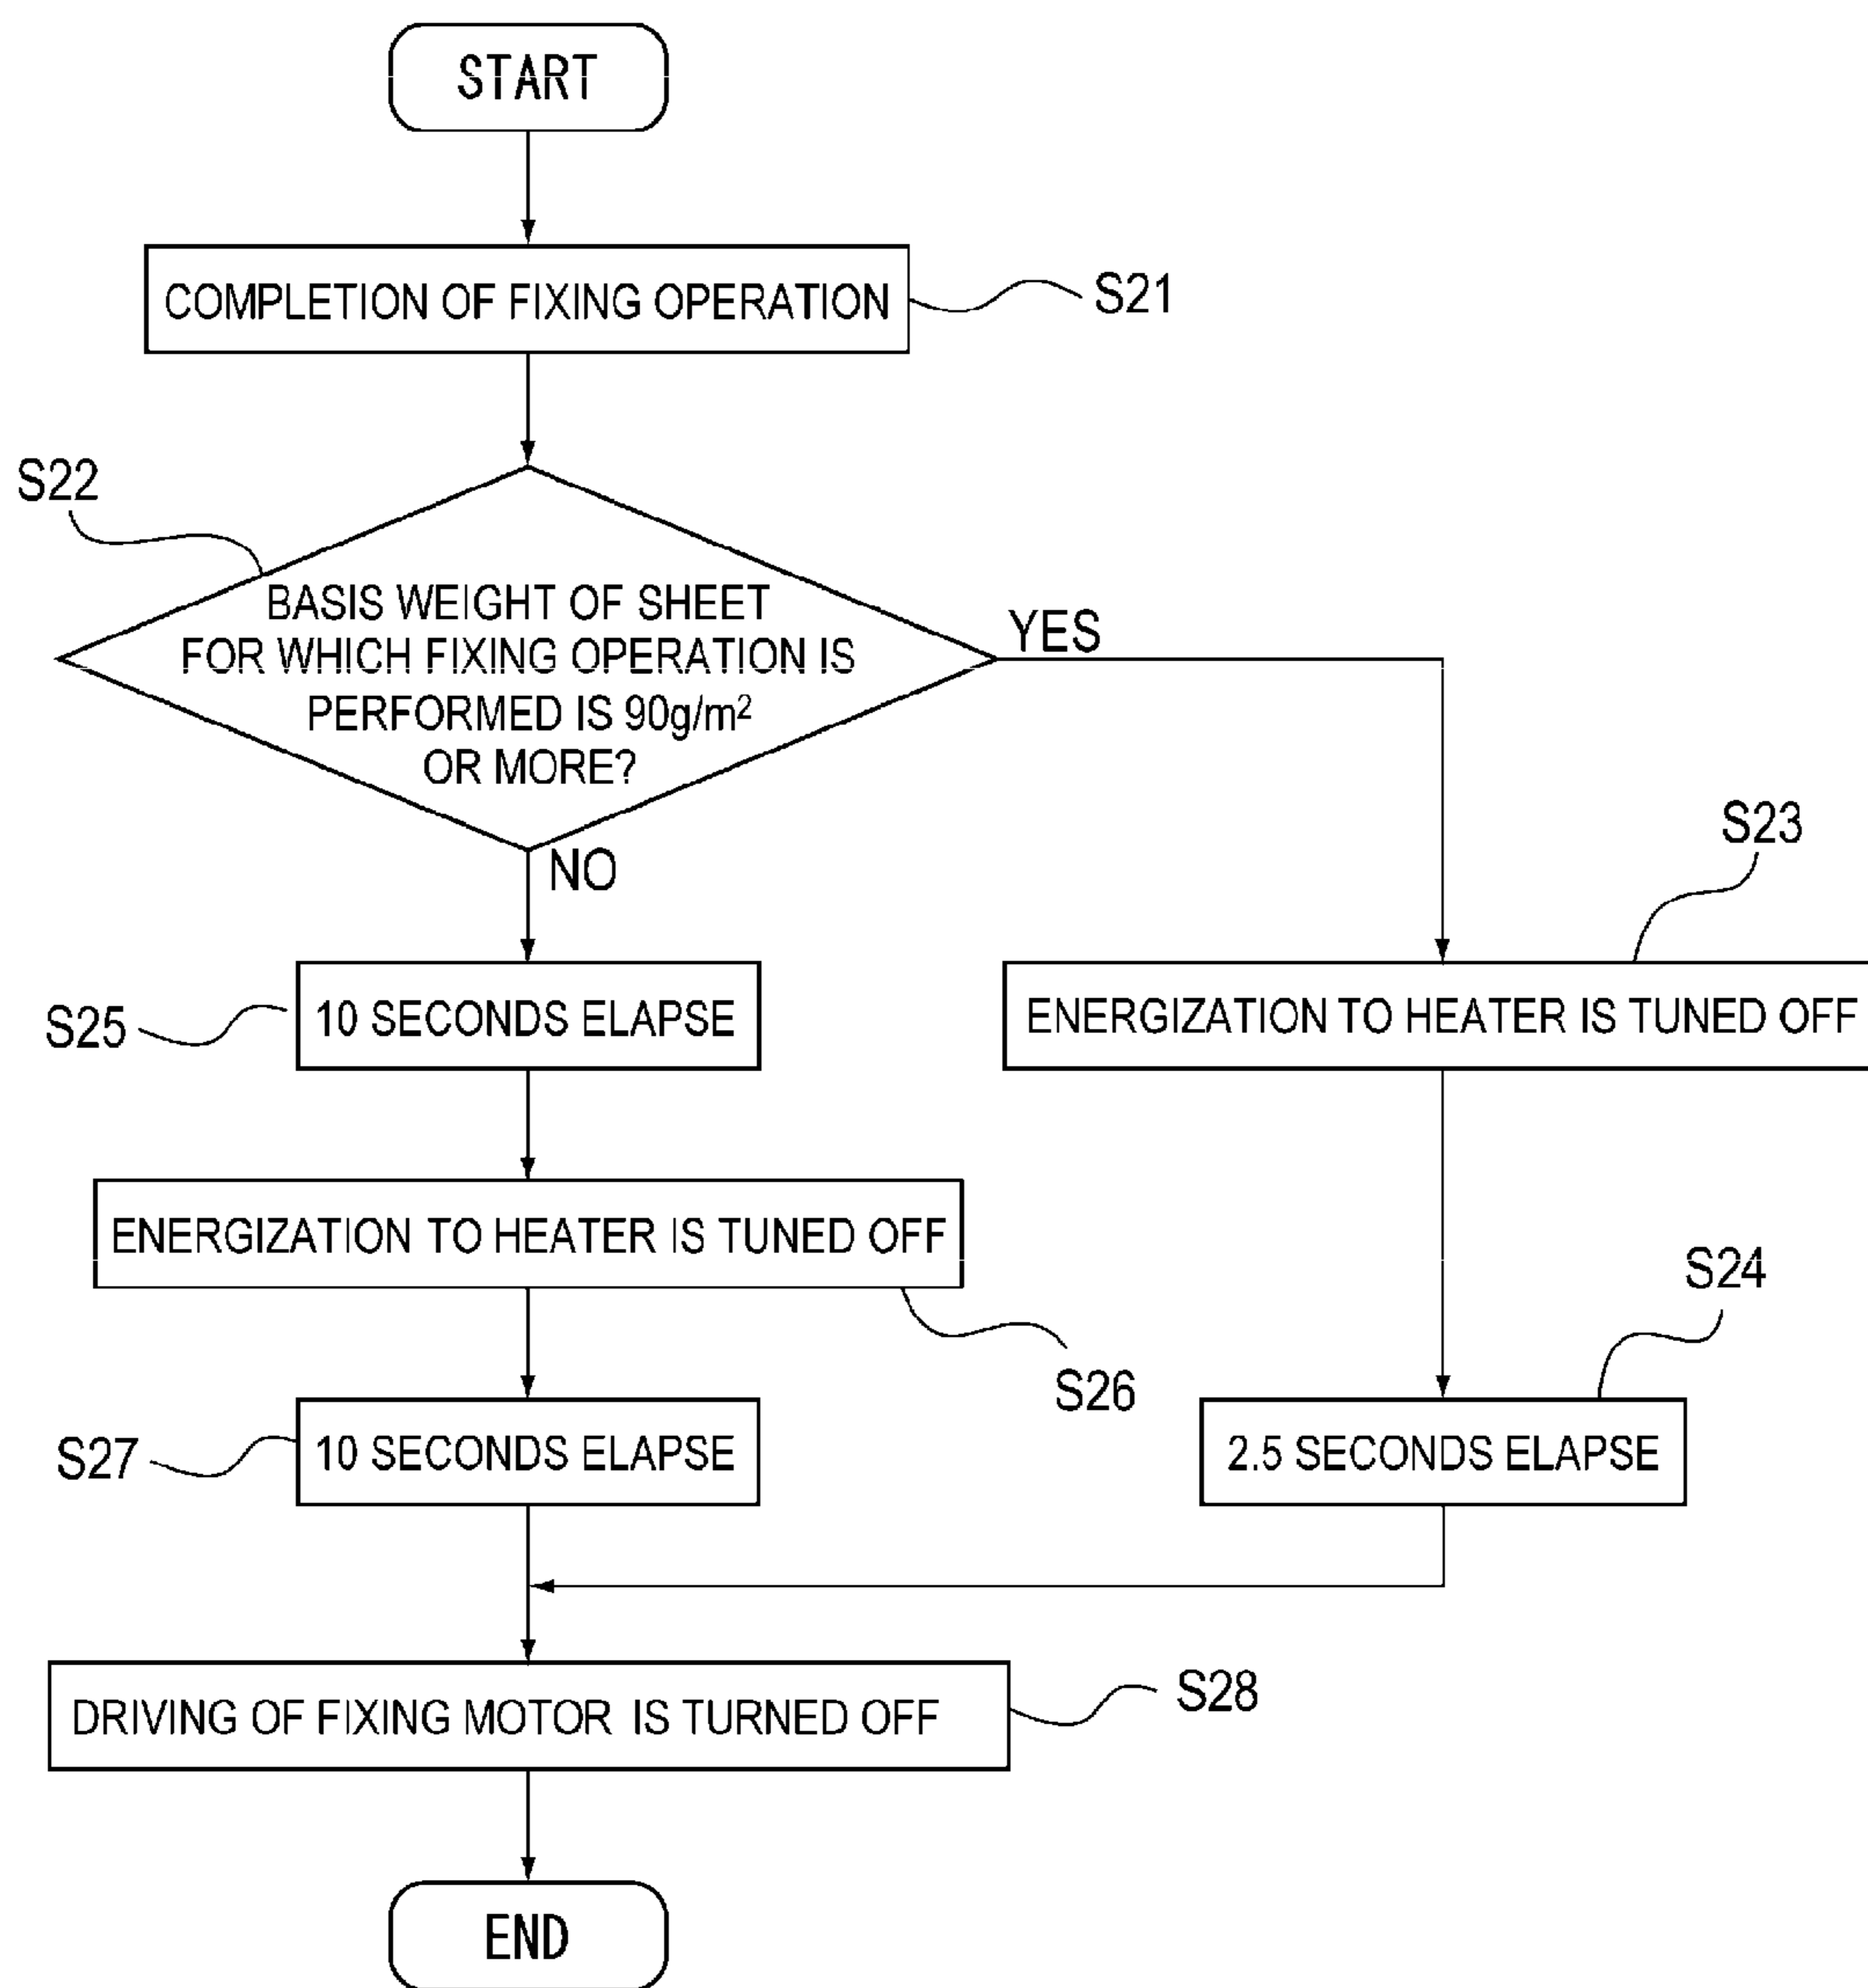 START
COMPLETION OF FIXING OPERATION
S21
S22
BASIS WEIGHT OF SHEET
FOR WHICH FIXING OPERATION IS
PERFORMED IS 90g/m²
OR MORE?
YES
NO
S23
S25
10 SECONDS ELAPSE
ENERGIZATION TO HEATER IS TUNED OFF
ENERGIZATION TO HEATER IS TUNED OFF
S26
S24
S27
10 SECONDS ELAPSE
2.5 SECONDS ELAPSE
DRIVING OF FIXING MOTOR IS TURNED OFF
S28
END